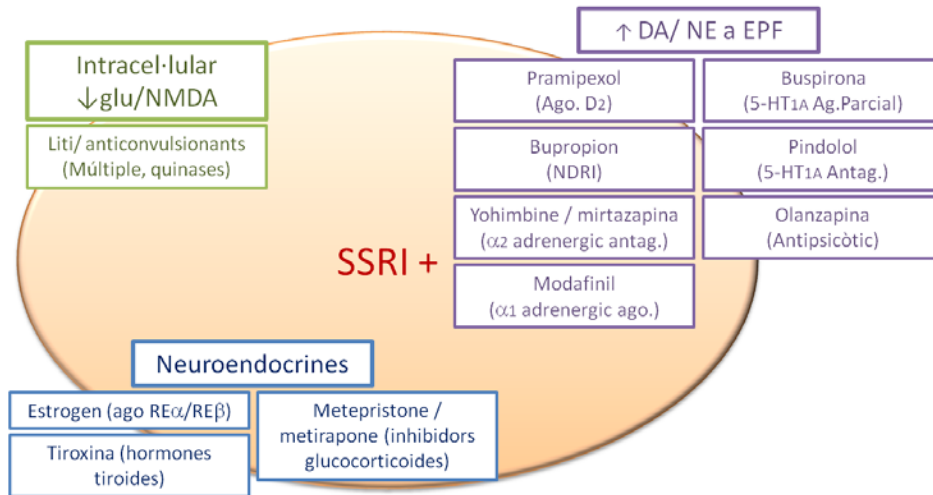 Intracel·lular
↓glu/NMDA
Liti/ anticonvulsionants
(Múltiple, quinases)
↑ DA/ NE a EPF
Pramipexol
(Ago. D2)
Buspirona
(5-HT1A Ag.Parcial)
Bupropion
(NDRI)
Pindolol
(5-HT1A Antag.)
Yohimbine / mirtazapina
(α2 adrenergic antag.)
Olanzapina
(Antipsicòtic)
Modafinil
(α1 adrenergic ago.)
SSRI +
Neuroendocrines
Estrogen (ago REα/REβ)
Tiroxina (hormones
tiroides)
Metepristone /
metirapone (inhibidors
glucocorticoides)